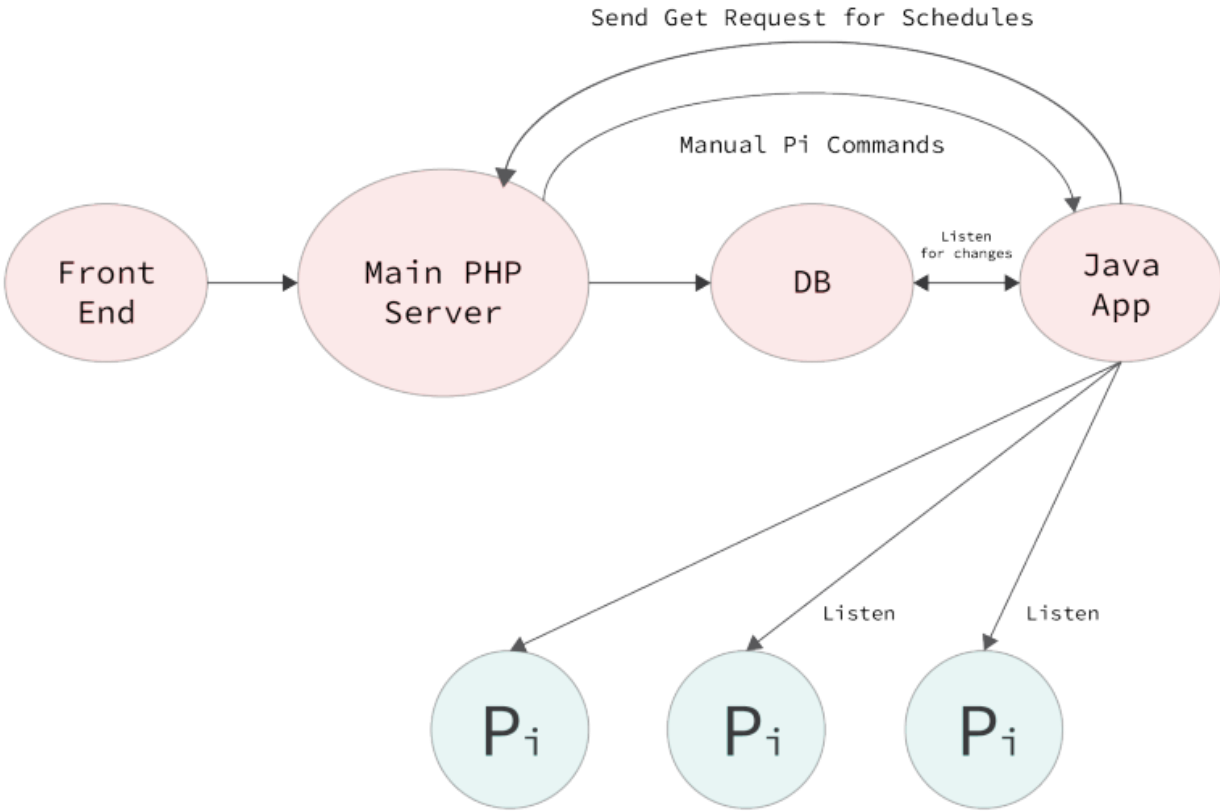 Send Get Request for Schedules
Manual Pi Commands
Front
End
Main PHP
Server
DB
Listen
for changes
Java
App
Listen
Listen
Pi
Pi
Pi